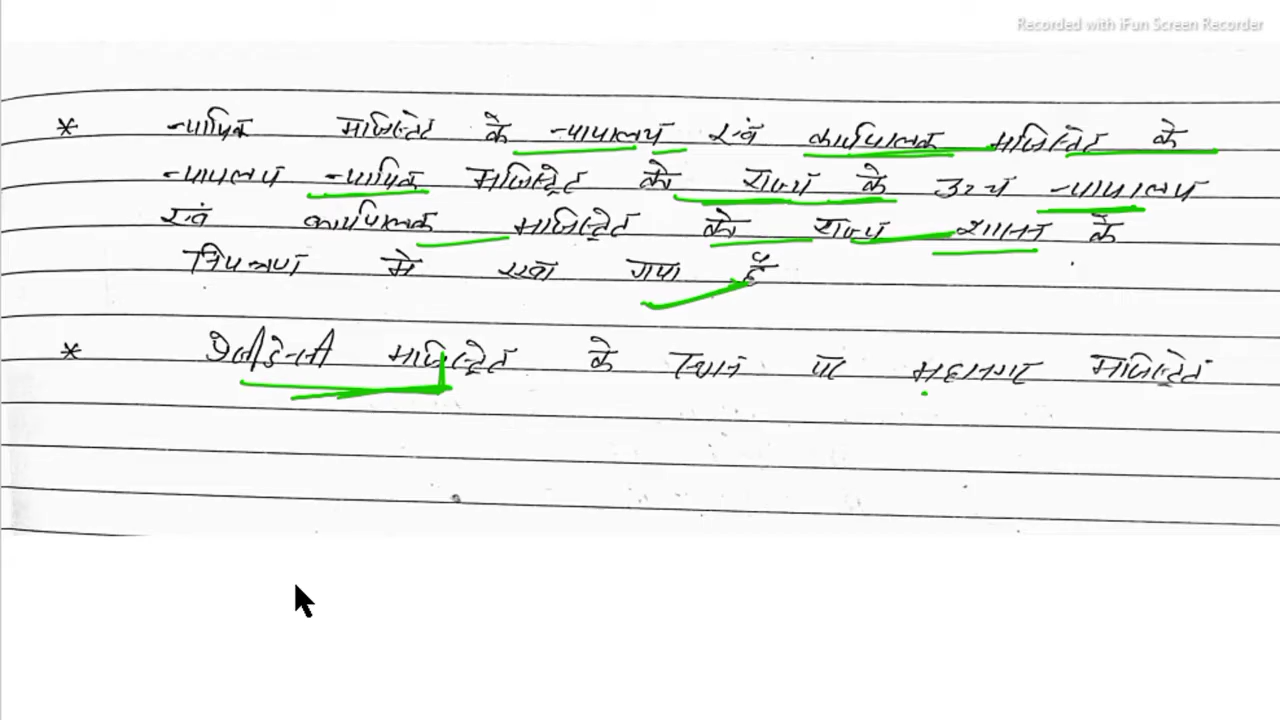 Recorded with iFun Screen Recorder
* न्यायिक मजिस्ट्रेट के न्यायालय एवं कार्यपालक मजिस्ट्रेट के
न्यायालय न्यायिक मजिस्ट्रेट को राज्य के उच्च न्यायालय
एवं कार्यपालक मजिस्ट्रेट को राज्य शासन के
नियंत्रण मे रखा गया है
* प्रेसीडेन्सी मजिस्ट्रेट के स्थान पर महानगर मजिस्ट्रेट